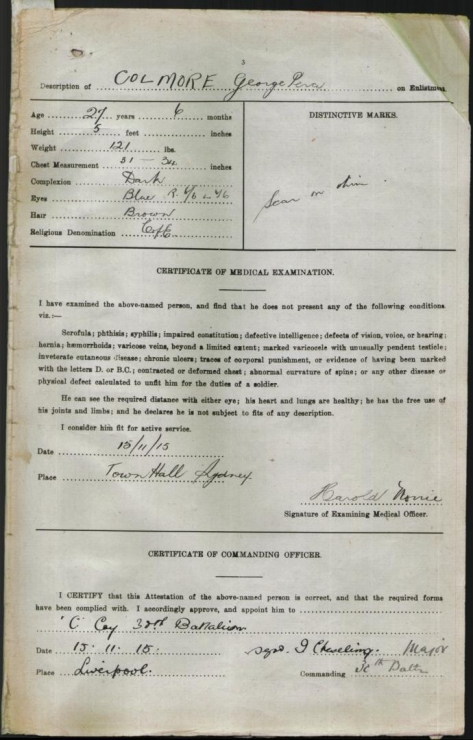 3
Description of COLMORE George Percy on Enlistment.
Age 27 years 6 months
Height 5 feet inches
Weight 121 lbs.
Chest Measurement 31 — 34 inches
Complexion Dark
Eyes Blue R. 6/6 L 6/6
Hair Brown
Religious Denomination C of E
DISTINCTIVE MARKS.
Scar on chin
CERTIFICATE OF MEDICAL EXAMINATION.
I have examined the above-named person, and find that he does not present any of the following conditions
viz.:—
Scrofula; phthisis; syphilis; impaired constitution; defective intelligence; defects of vision, voice, or hearing;
hernia; hæmorrhoids; varicose veins, beyond a limited extent; marked varicocele with unusually pendent testicle;
inveterate cutaneous disease; chronic ulcers; traces of corporal punishment, or evidence of having been marked
with the letters D. or B.C.; contracted or deformed chest; abnormal curvature of spine; or any other disease or
physical defect calculated to unfit him for the duties of a soldier.
He can see the required distance with either eye; his heart and lungs are healthy; he has the free use of
his joints and limbs; and he declares he is not subject to fits of any description.
I consider him fit for active service.
Date 15/11/15
Place Town Hall Sydney
Harold Norrie
Signature of Examining Medical Officer.
CERTIFICATE OF COMMANDING OFFICER.
I CERTIFY that this Attestation of the above-named person is correct, and that the required forms
have been complied with. I accordingly approve, and appoint him to
"C" Coy 30th Battalion
Date 15.11.15. sgd. Major
Place Liverpool. Commanding 30th Battn